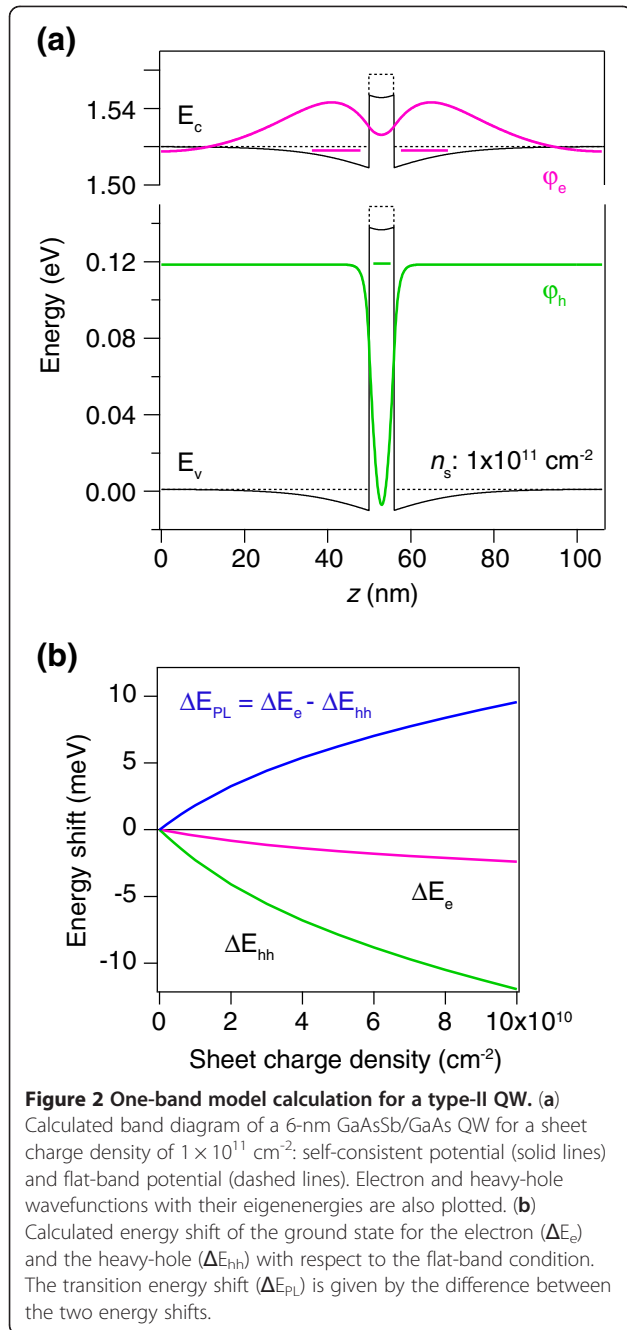 (a)
1.54
1.50
E_c
φ_e
0.12
0.08
0.04
0.00
Energy (eV)
φ_h
E_v
n_s: 1x10^11 cm^-2
0 20 40 60 80 100
z (nm)
(b)
10
5
0
-5
-10
Energy shift (meV)
ΔE_PL = ΔE_e - ΔE_hh
ΔE_e
ΔE_hh
0 2 4 6 8 10x10^10
Sheet charge density (cm^-2)
Figure 2 One-band model calculation for a type-II QW. (a)
Calculated band diagram of a 6-nm GaAsSb/GaAs QW for a sheet
charge density of 1 × 10^11 cm^-2: self-consistent potential (solid lines)
and flat-band potential (dashed lines). Electron and heavy-hole
wavefunctions with their eigenenergies are also plotted. (b)
Calculated energy shift of the ground state for the electron (ΔE_e)
and the heavy-hole (ΔE_hh) with respect to the flat-band condition.
The transition energy shift (ΔE_PL) is given by the difference between
the two energy shifts.